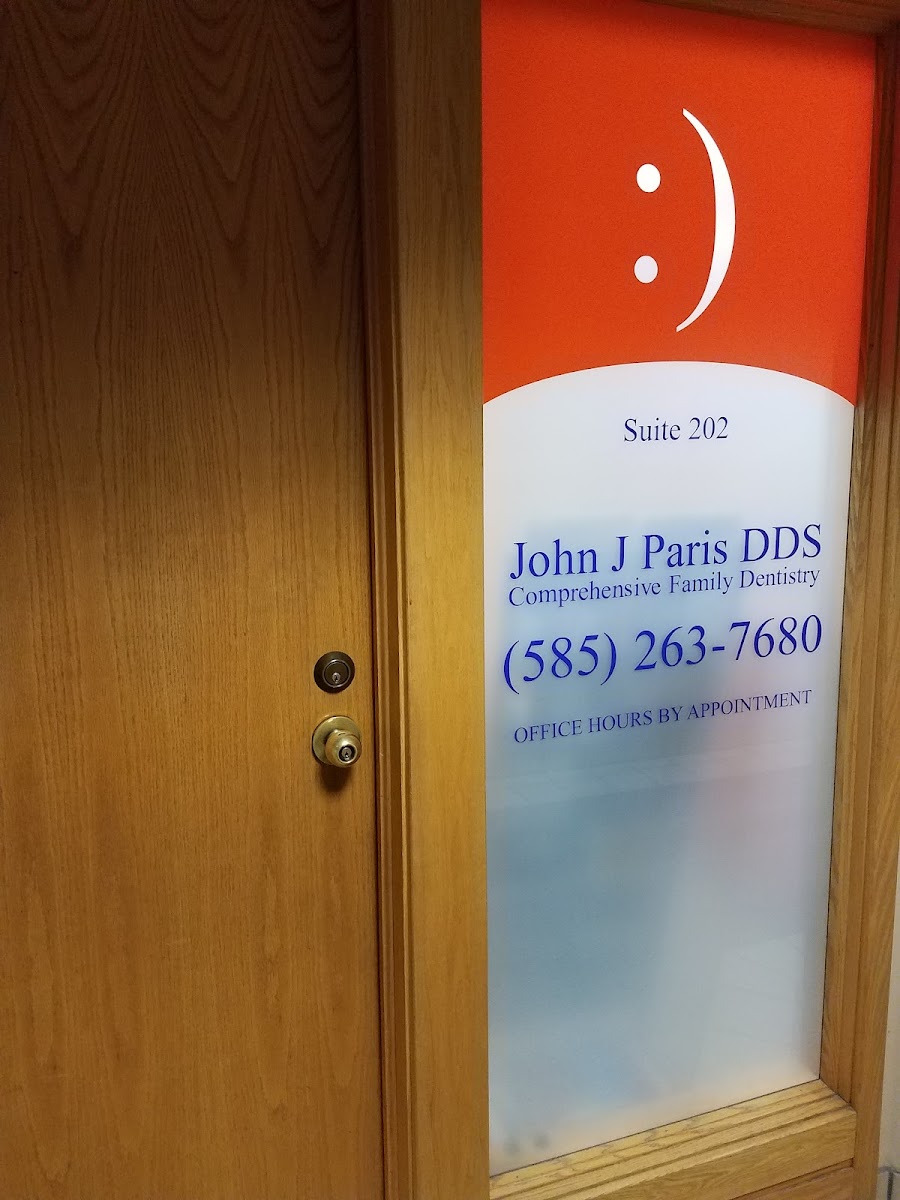 :)
Suite 202
John J Paris DDS
Comprehensive Family Dentistry
(585) 263-7680
OFFICE HOURS BY APPOINTMENT